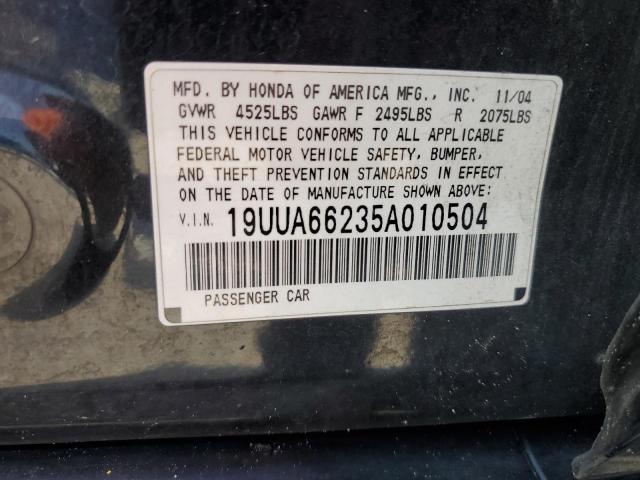 MFD. BY HONDA OF AMERICA MFG., INC. 11/04
GVWR 4525LBS GAWR F 2495LBS R 2075LBS
THIS VEHICLE CONFORMS TO ALL APPLICABLE
FEDERAL MOTOR VEHICLE SAFETY, BUMPER,
AND THEFT PREVENTION STANDARDS IN EFFECT
ON THE DATE OF MANUFACTURE SHOWN ABOVE:
V.I.N. 19UUA66235A010504
PASSENGER CAR